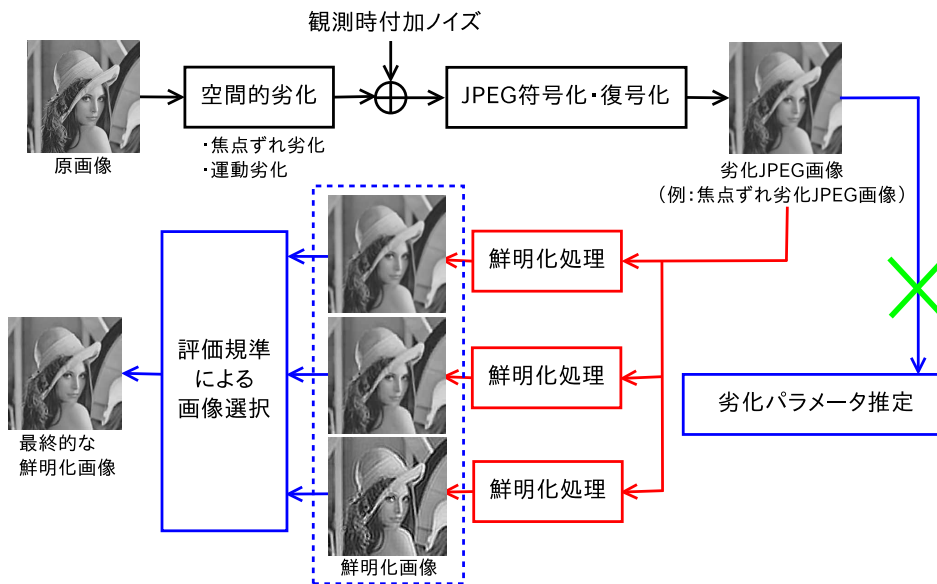 観測時付加ノイズ
空間的劣化
JPEG符号化・復号化
・焦点ずれ劣化
・運動劣化
原画像
劣化JPEG画像
（例：焦点ずれ劣化JPEG画像）
鮮明化処理
鮮明化処理
鮮明化処理
評価規準
による
画像選択
劣化パラメータ推定
最終的な
鮮明化画像
鮮明化画像